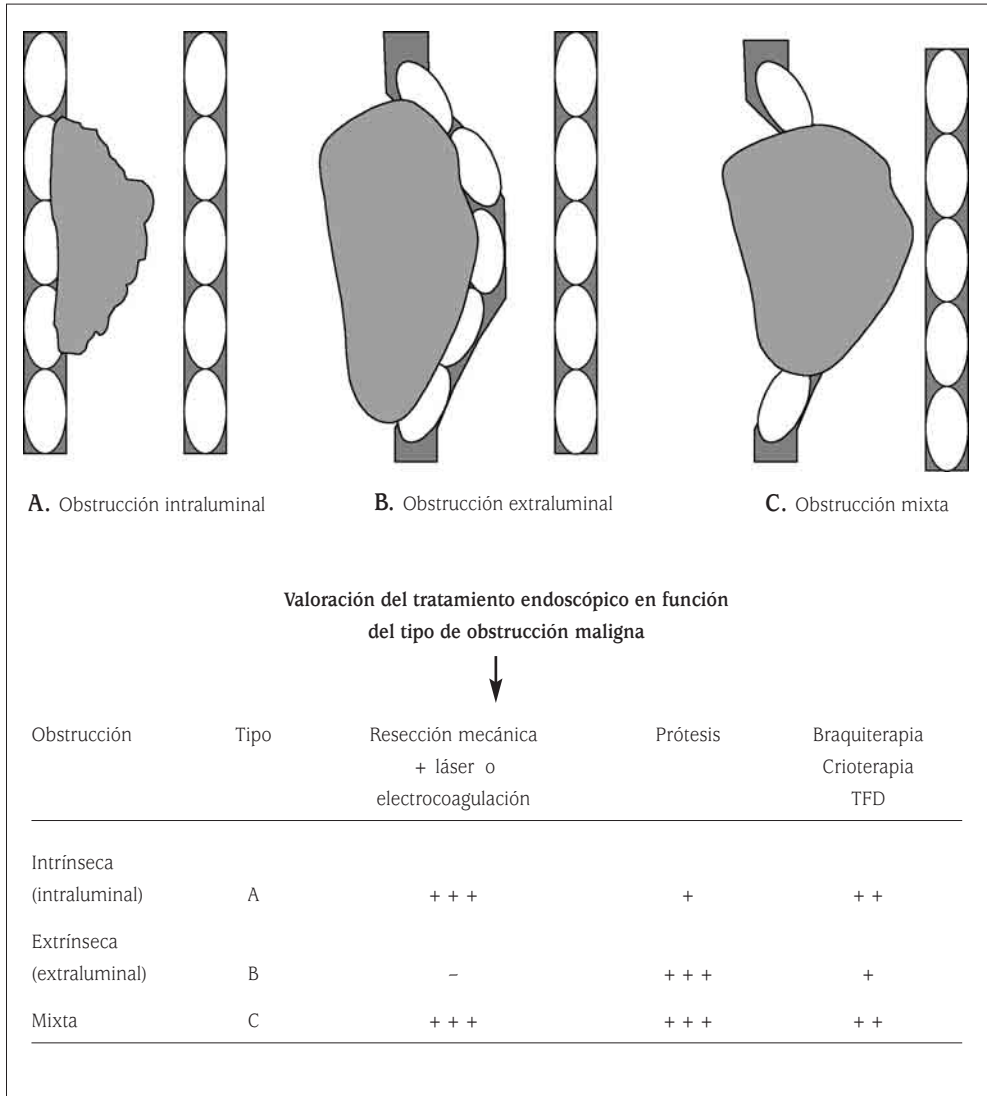 A. Obstrucción intraluminal
B. Obstrucción extraluminal
C. Obstrucción mixta
Valoración del tratamiento endoscópico en función
del tipo de obstrucción maligna
Obstrucción Tipo Resección mecánica Prótesis Braquiterapia
+ láser o Crioterapia
electrocoagulación TFD
Intrínseca
(intraluminal) A + + + + + +
Extrínseca
(extraluminal) B – + + + +
Mixta C + + + + + + + +